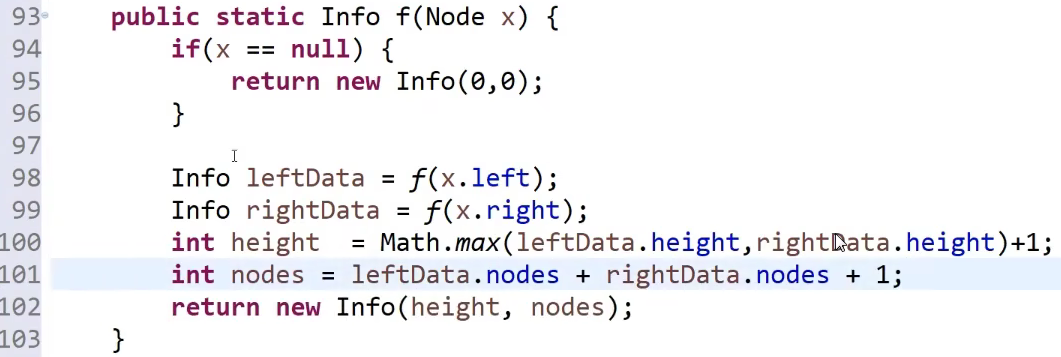 93 public static Info f(Node x) {
94 if(x == null) {
95 return new Info(0,0);
96 }
97
98 Info leftData = f(x.left);
99 Info rightData = f(x.right);
100 int height  = Math.max(leftData.height,rightData.height)+1;
101 int nodes = leftData.nodes + rightData.nodes + 1;
102 return new Info(height, nodes);
103 }